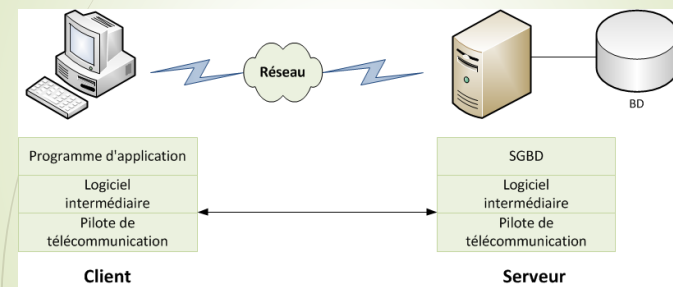 Réseau
BD
Programme d'application
Logiciel
intermédiaire
Pilote de
télécommunication
Client
SGBD
Logiciel
intermédiaire
Pilote de
télécommunication
Serveur